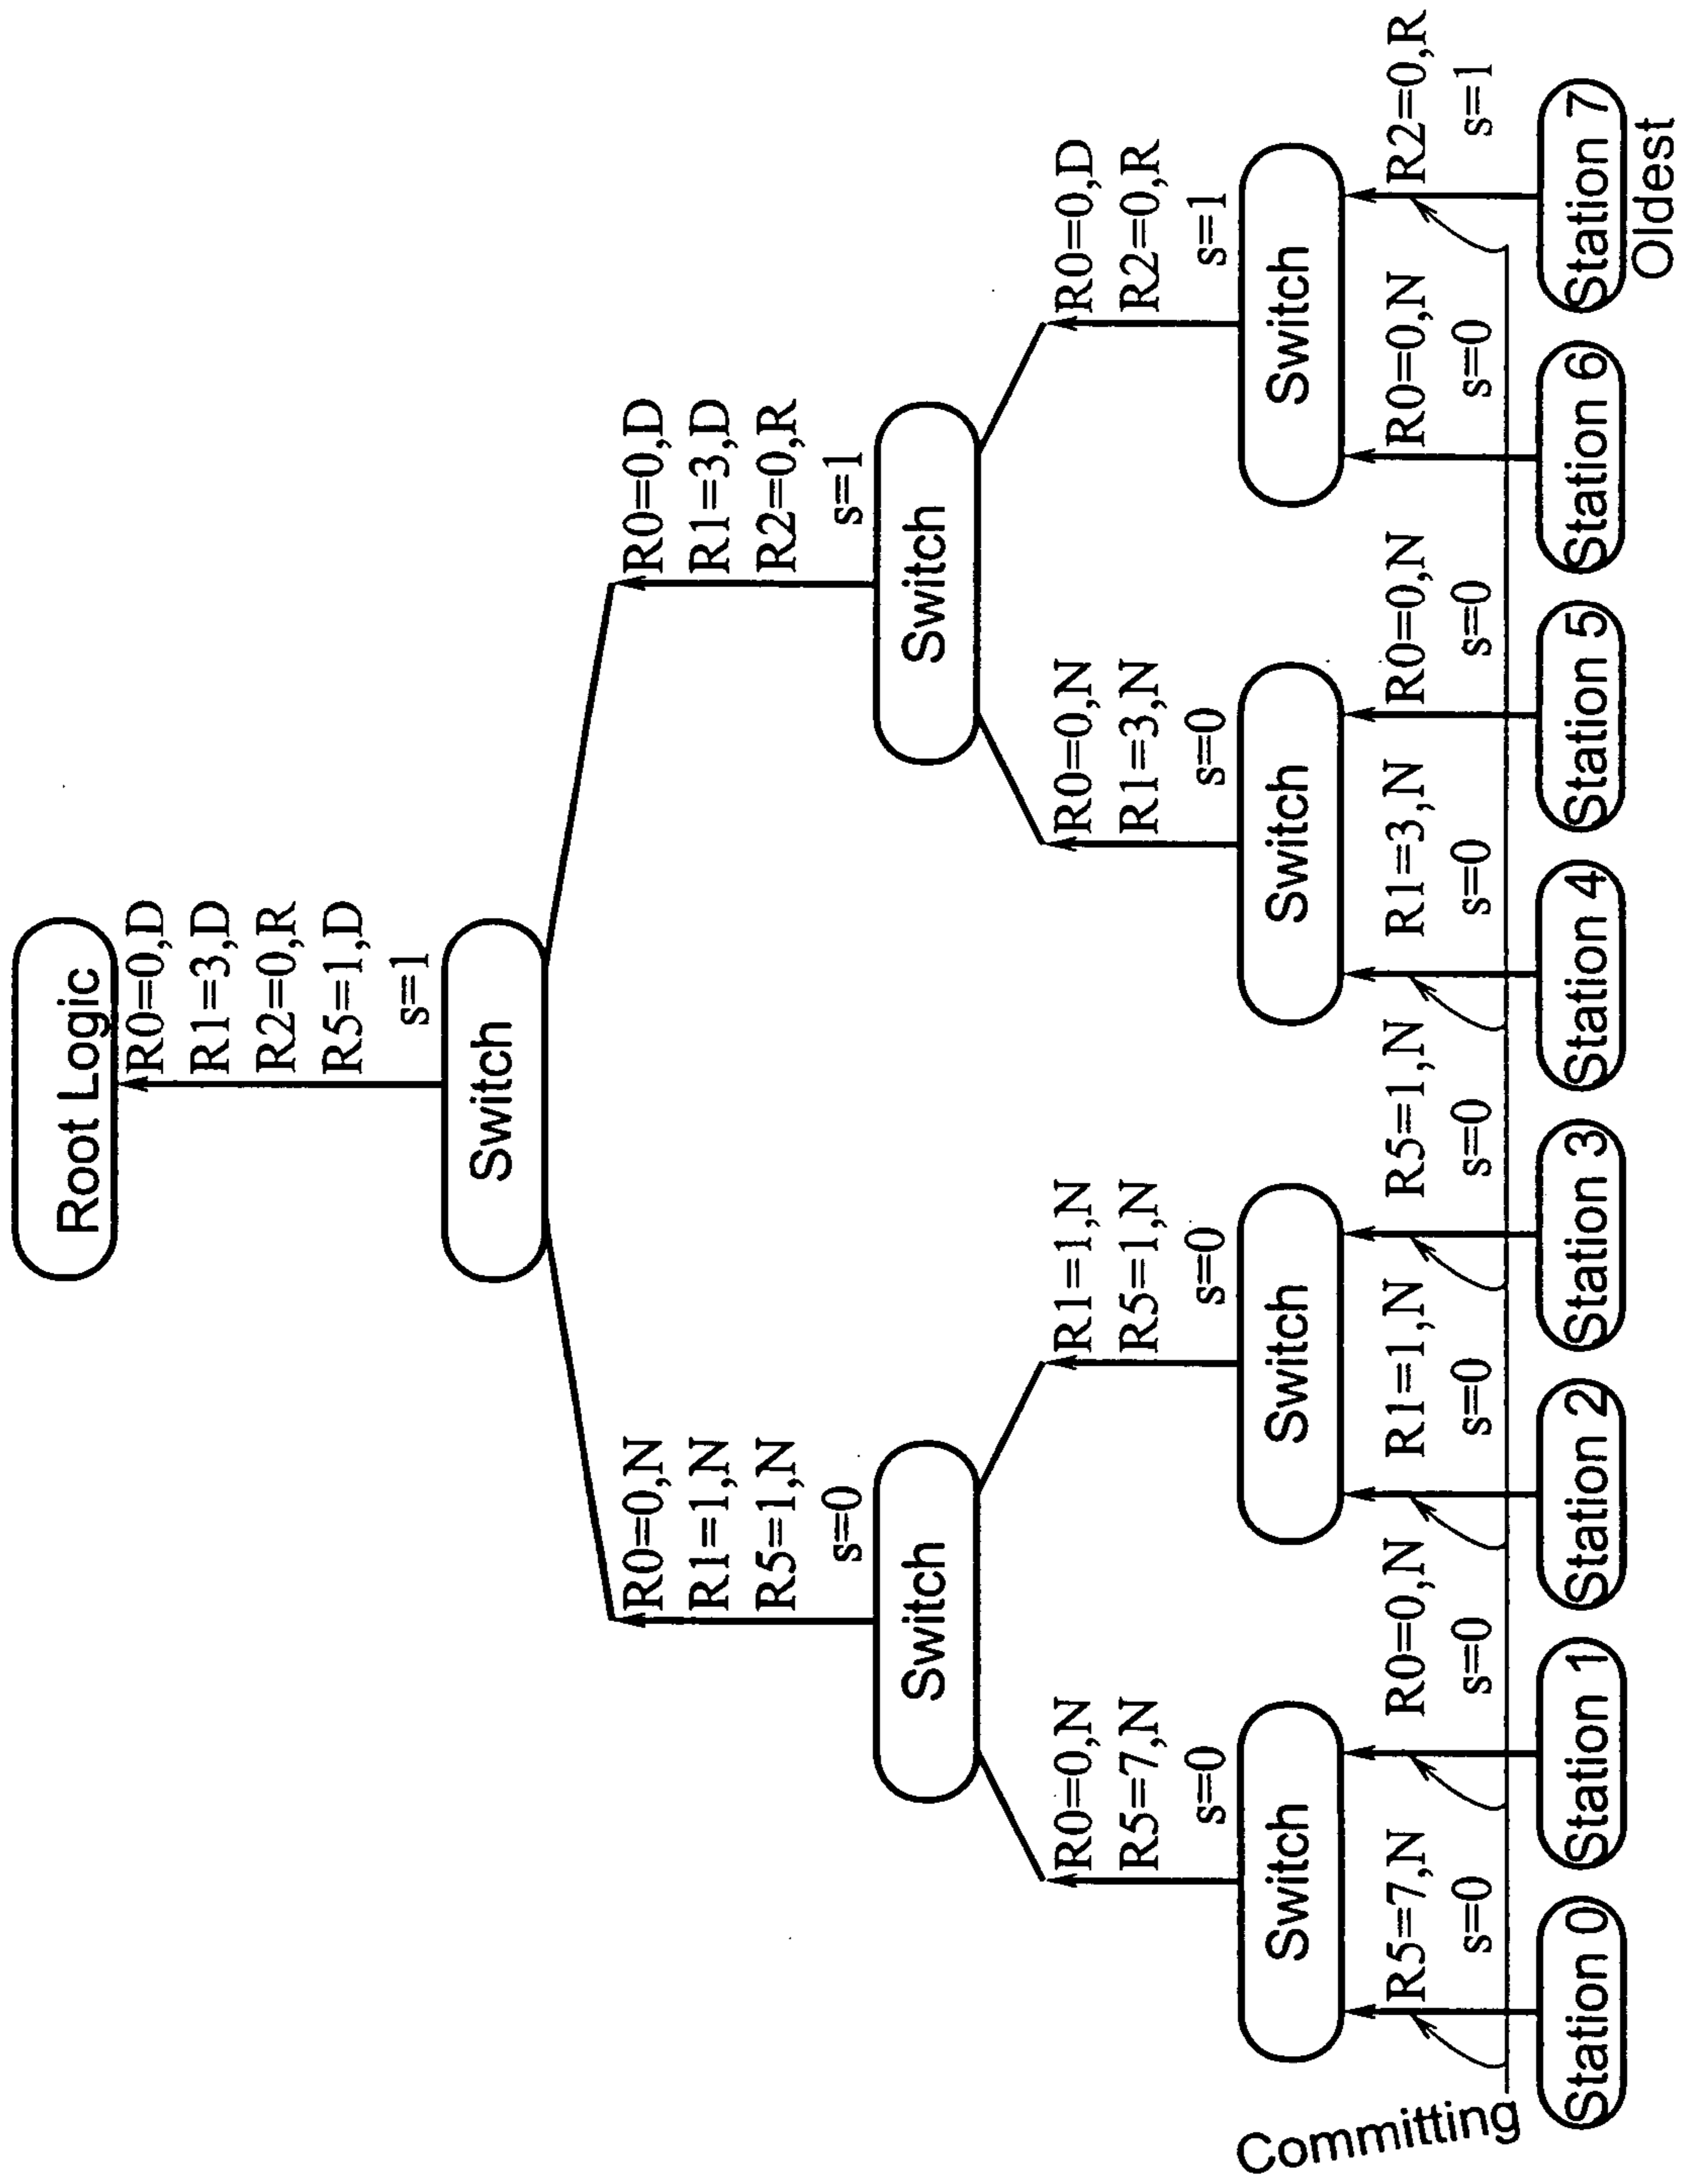 Root Logic
R0=0,D
R1=3,D
R2=0,R
R5=1,D
s=1
Switch
R0=0,N
R1=1,N
R5=1,N
s=0
R0=0,D
R1=3,D
R2=0,R
s=1
Switch
Switch
R0=0,N
R5=7,N
s=0
R1=1,N
R5=1,N
s=0
R0=0,N
R1=3,N
s=0
R0=0,D
R2=0,R
s=1
Switch
Switch
Switch
Switch
R5=7,N
s=0
R0=0,N
s=0
R1=1,N
s=0
R5=1,N
s=0
R1=3,N
s=0
R0=0,N
s=0
R0=0,N
s=0
R2=0,R
s=1
Committing
Station 0
Station 1
Station 2
Station 3
Station 4
Station 5
Station 6
Station 7
Oldest